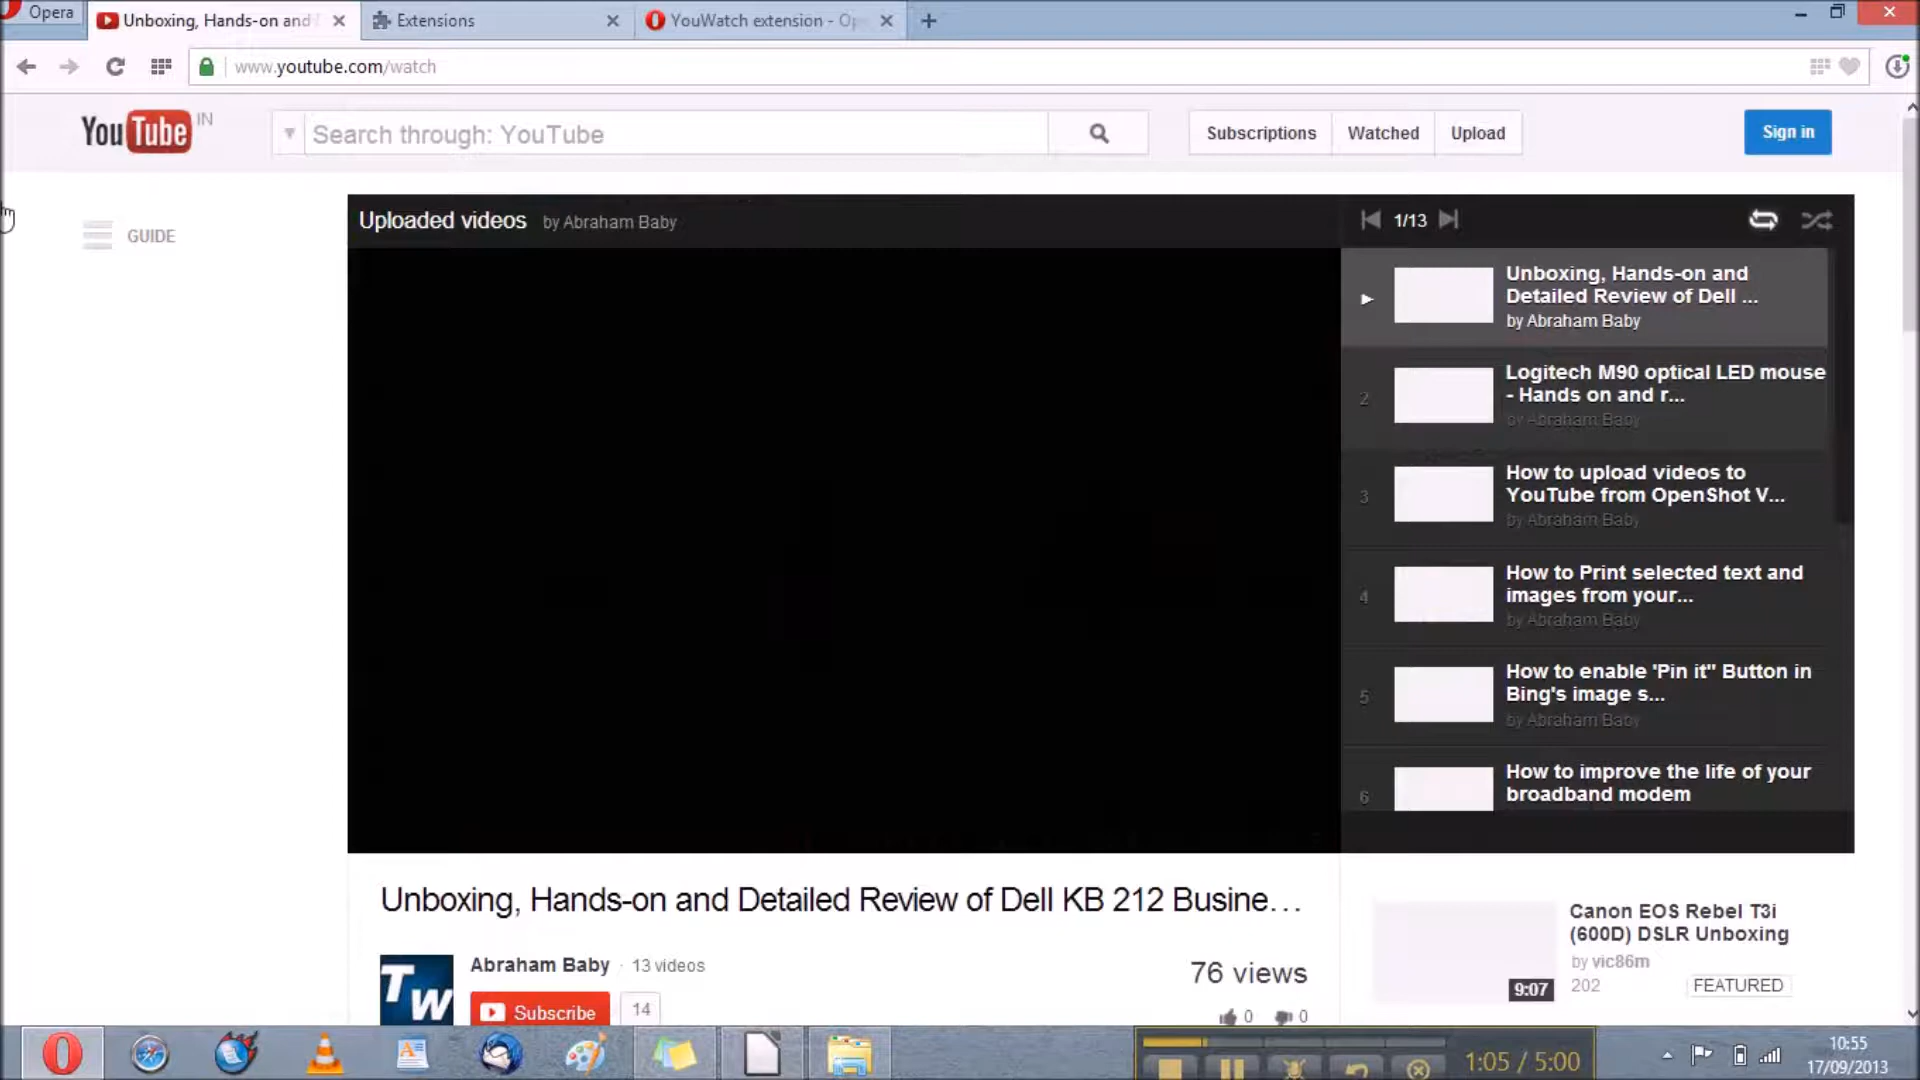 Opera
Unboxing, Hands-on and
Extensions
YouWatch extension - Op
www.youtube.com/watch
YouTube IN
Search through: YouTube
Subscriptions
Watched
Upload
Sign in
GUIDE
Uploaded videos by Abraham Baby
1/13
Unboxing, Hands-on and
Detailed Review of Dell ...
by Abraham Baby
2
Logitech M90 optical LED mouse
- Hands on and r...
by Abraham Baby
3
How to upload videos to
YouTube from OpenShot V...
by Abraham Baby
4
How to Print selected text and
images from your...
by Abraham Baby
5
How to enable 'Pin it" Button in
Bing's image s...
by Abraham Baby
6
How to improve the life of your
broadband modem
Unboxing, Hands-on and Detailed Review of Dell KB 212 Busine...
TW
Abraham Baby · 13 videos
Subscribe
14
76 views
0
0
Canon EOS Rebel T3i
(600D) DSLR Unboxing
by vic86m
202
FEATURED
9:07
1:05 / 5:00
10:55
17/09/2013